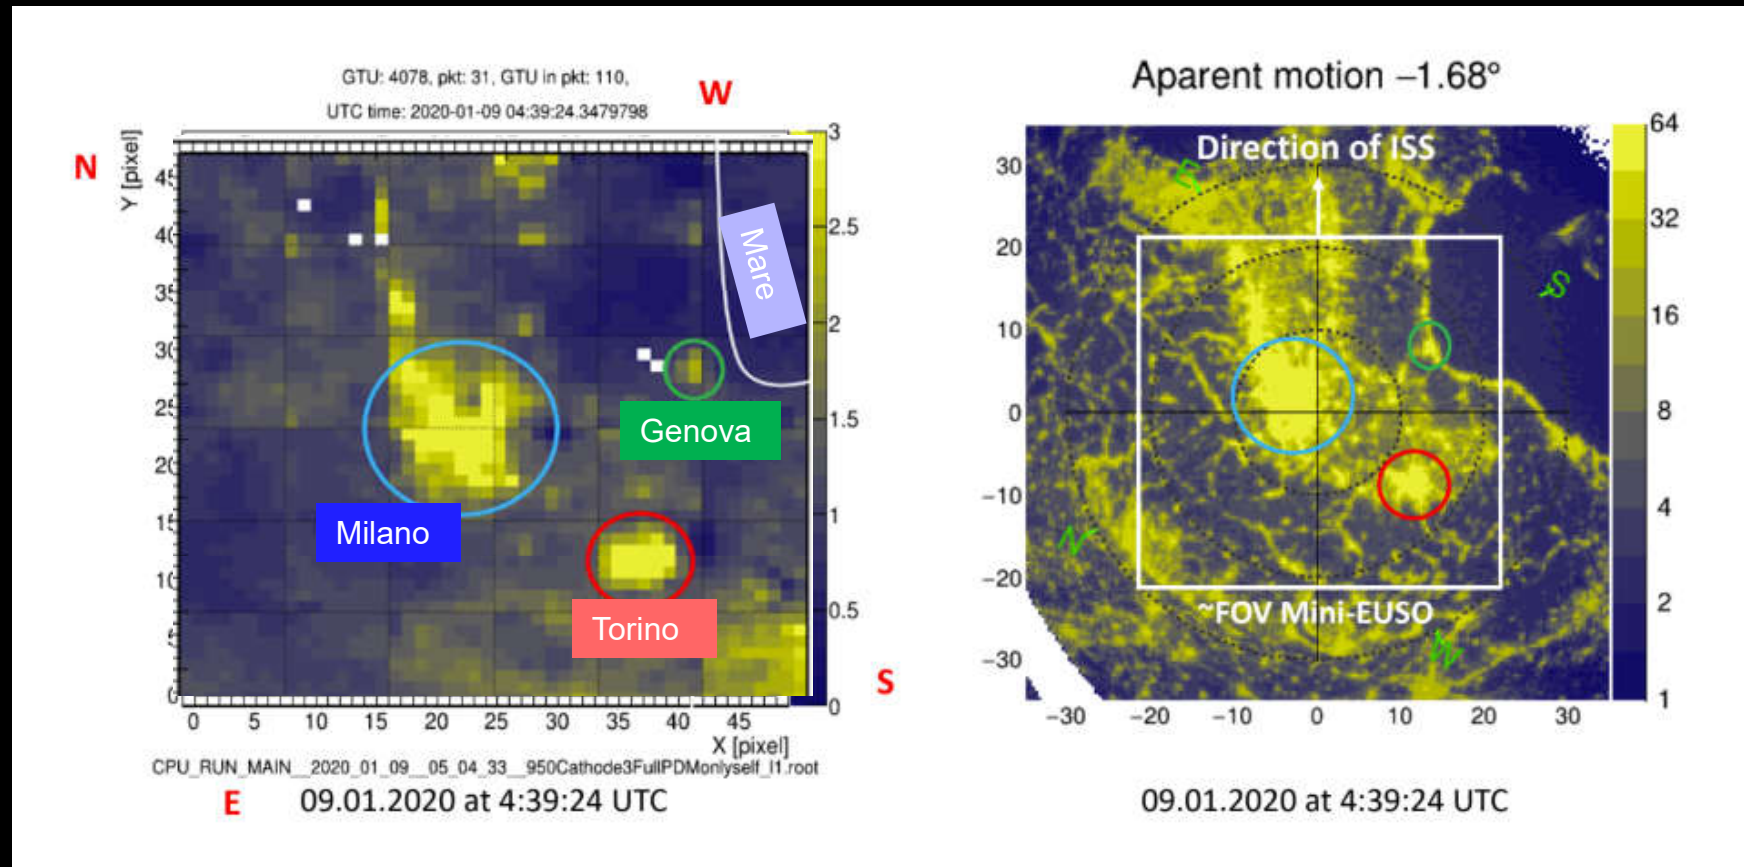 GTU: 4078, pkt: 31, GTU in pkt: 110,
UTC time: 2020-01-09 04:39:24.3479798
W
N
Y [pixel]
45
40
35
30
25
20
15
10
5
0
Mare
Genova
Milano
Torino
3
2.5
2
1.5
1
0.5
0
S
0 5 10 15 20 25 30 35 40 45
X [pixel]
CPU_RUN_MAIN__2020_01_09__05_04_33__950Cathode3FullPDMonlyself_l1.root
E
09.01.2020 at 4:39:24 UTC
Aparent motion −1.68°
Direction of ISS
E
S
N
W
~FOV Mini-EUSO
30
20
10
0
−10
−20
−30
−30 −20 −10 0 10 20 30
64
32
16
8
4
2
1
09.01.2020 at 4:39:24 UTC